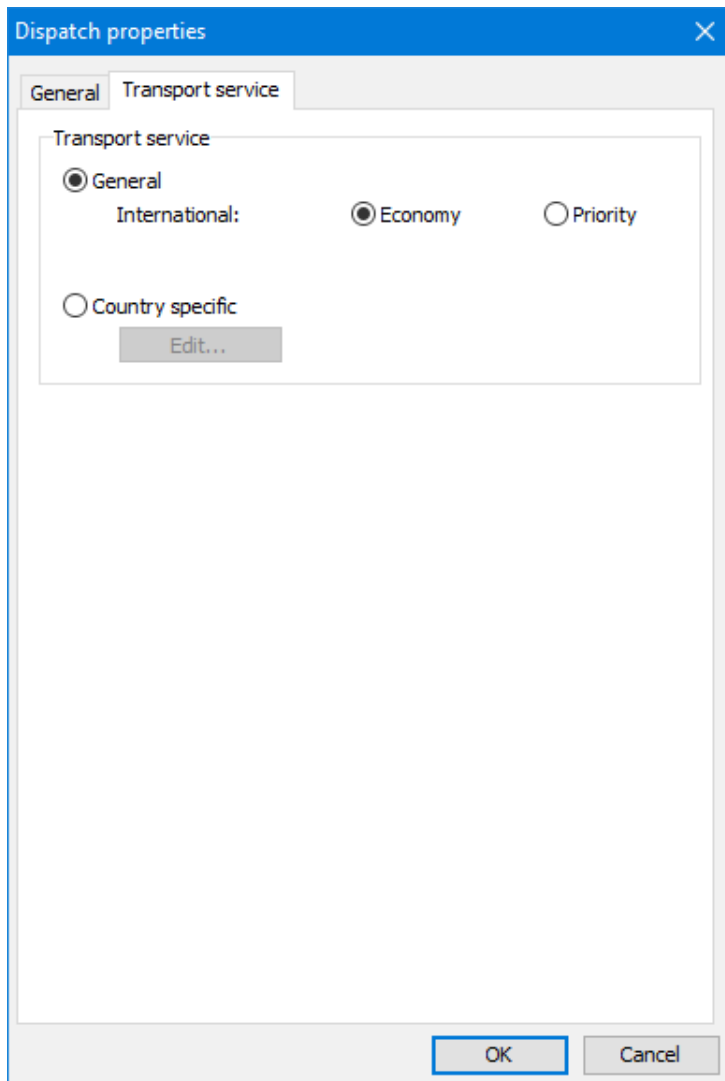 Dispatch properties
General Transport service
Transport service
General
International: Economy Priority
Country specific
Edit...
OK Cancel